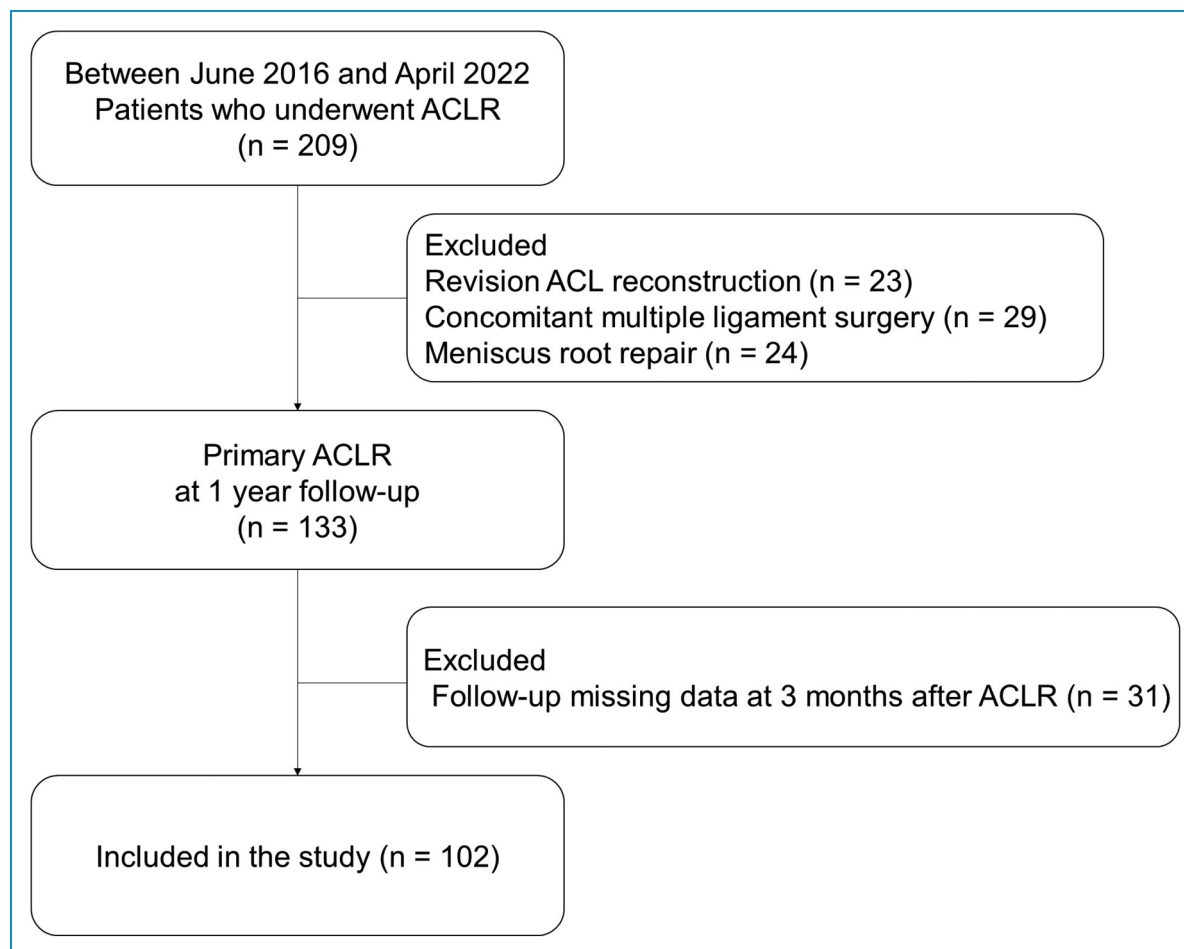 Between June 2016 and April 2022
Patients who underwent ACLR
(n = 209)
Excluded
Revision ACL reconstruction (n = 23)
Concomitant multiple ligament surgery (n = 29)
Meniscus root repair (n = 24)
Primary ACLR
at 1 year follow-up
(n = 133)
Excluded
Follow-up missing data at 3 months after ACLR (n = 31)
Included in the study (n = 102)